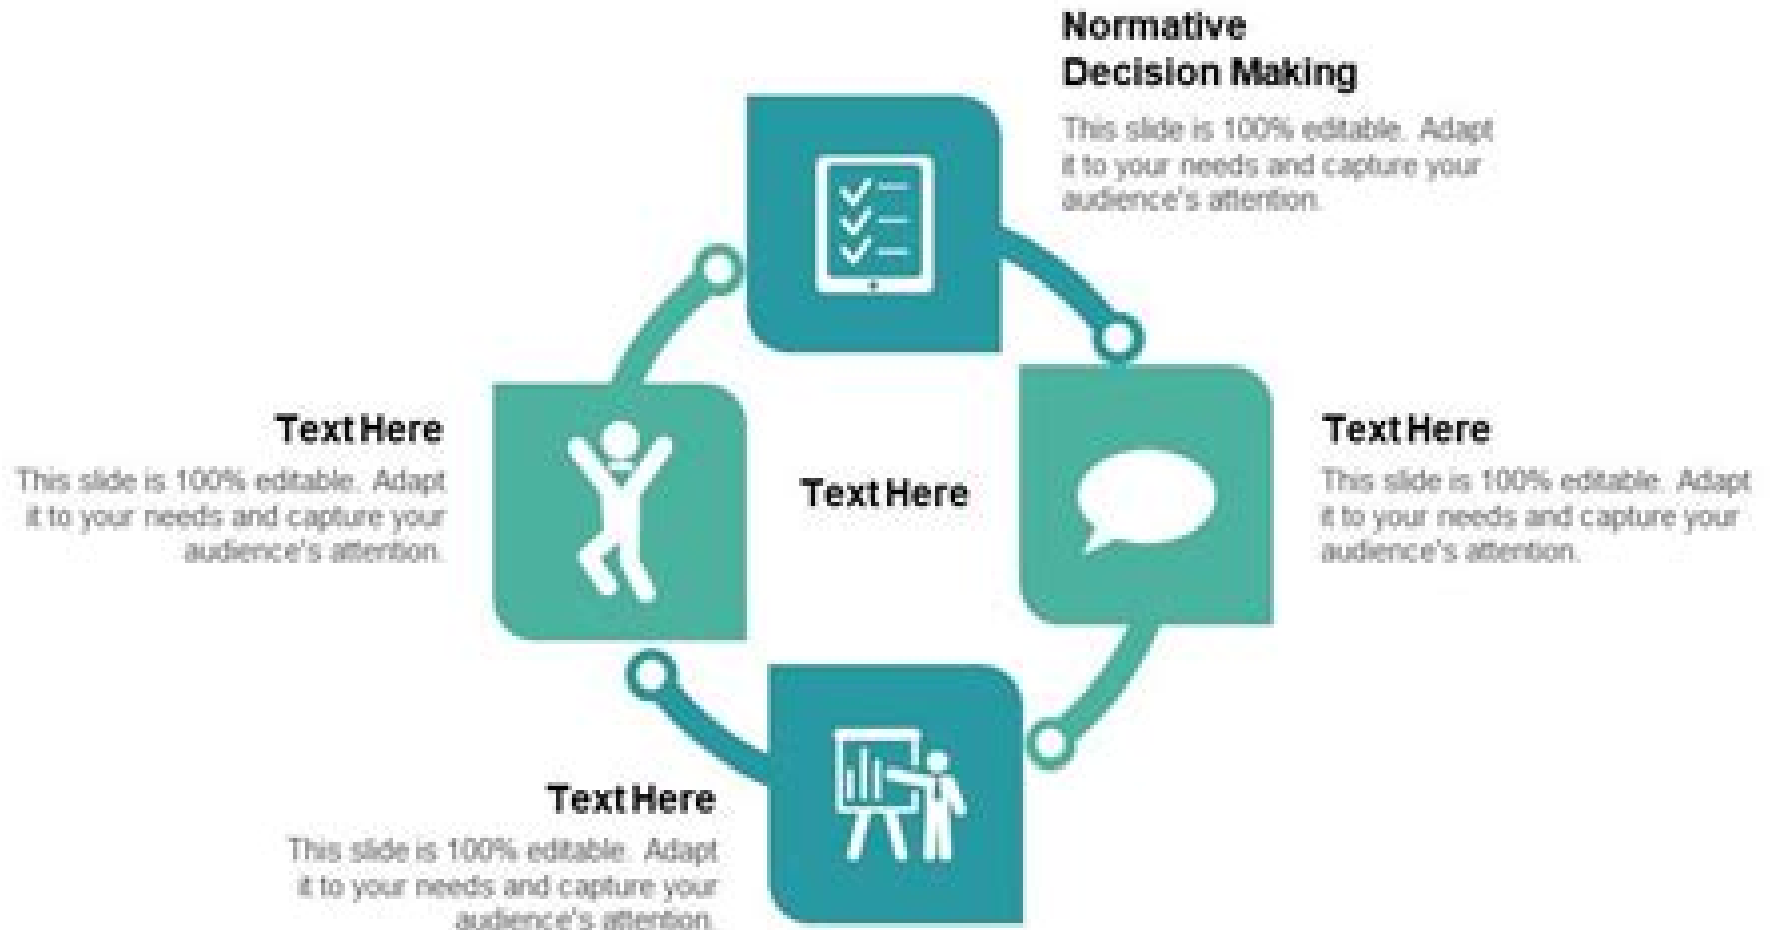 Normative
Decision Making
This slide is 100% editable. Adapt
it to your needs and capture your
audience's attention.
Text Here
This slide is 100% editable. Adapt
it to your needs and capture your
audience's attention.
Text Here
Text Here
This slide is 100% editable. Adapt
it to your needs and capture your
audience's attention.
Text Here
This slide is 100% editable. Adapt
it to your needs and capture your
audience's attention.